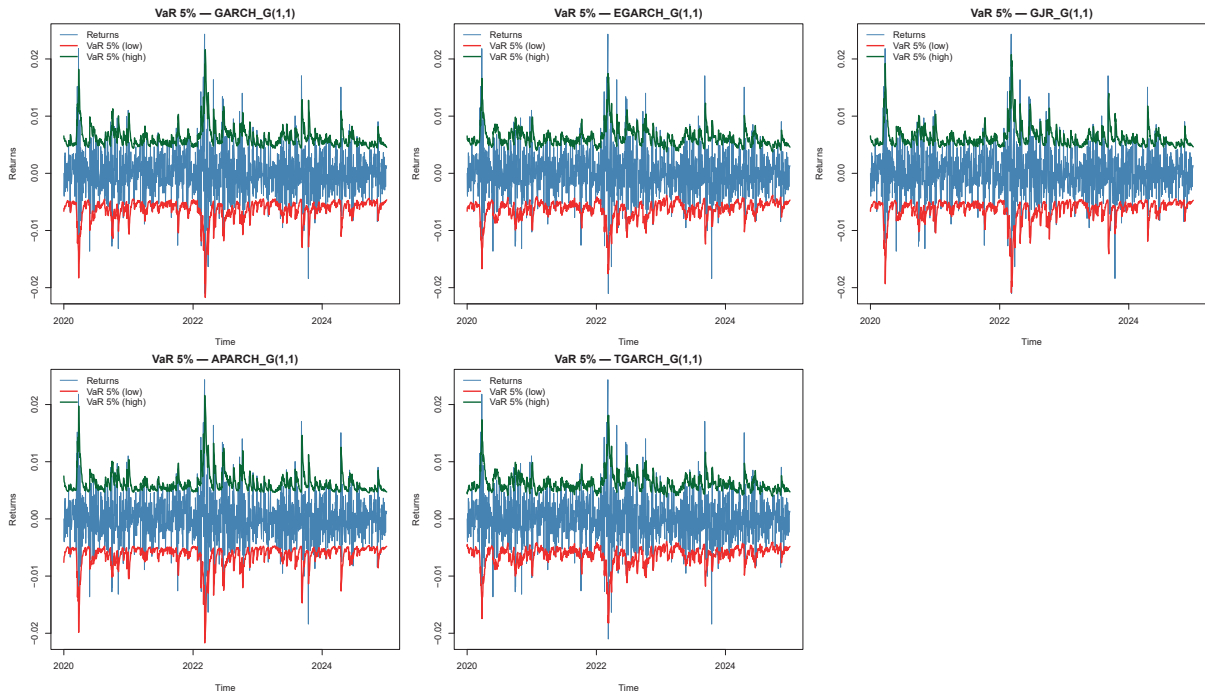 VaR 5% — GARCH_G(1,1)
Returns
VaR 5% (low)
VaR 5% (high)
0.02
0.01
0.00
−0.01
−0.02
Returns
2020
2022
2024
Time
VaR 5% — EGARCH_G(1,1)
Returns
VaR 5% (low)
VaR 5% (high)
0.02
0.01
0.00
−0.01
−0.02
Returns
2020
2022
2024
Time
VaR 5% — GJR_G(1,1)
Returns
VaR 5% (low)
VaR 5% (high)
0.02
0.01
0.00
−0.01
−0.02
Returns
2020
2022
2024
Time
VaR 5% — APARCH_G(1,1)
Returns
VaR 5% (low)
VaR 5% (high)
0.02
0.01
0.00
−0.01
−0.02
Returns
2020
2022
2024
Time
VaR 5% — TGARCH_G(1,1)
Returns
VaR 5% (low)
VaR 5% (high)
0.02
0.01
0.00
−0.01
−0.02
Returns
2020
2022
2024
Time